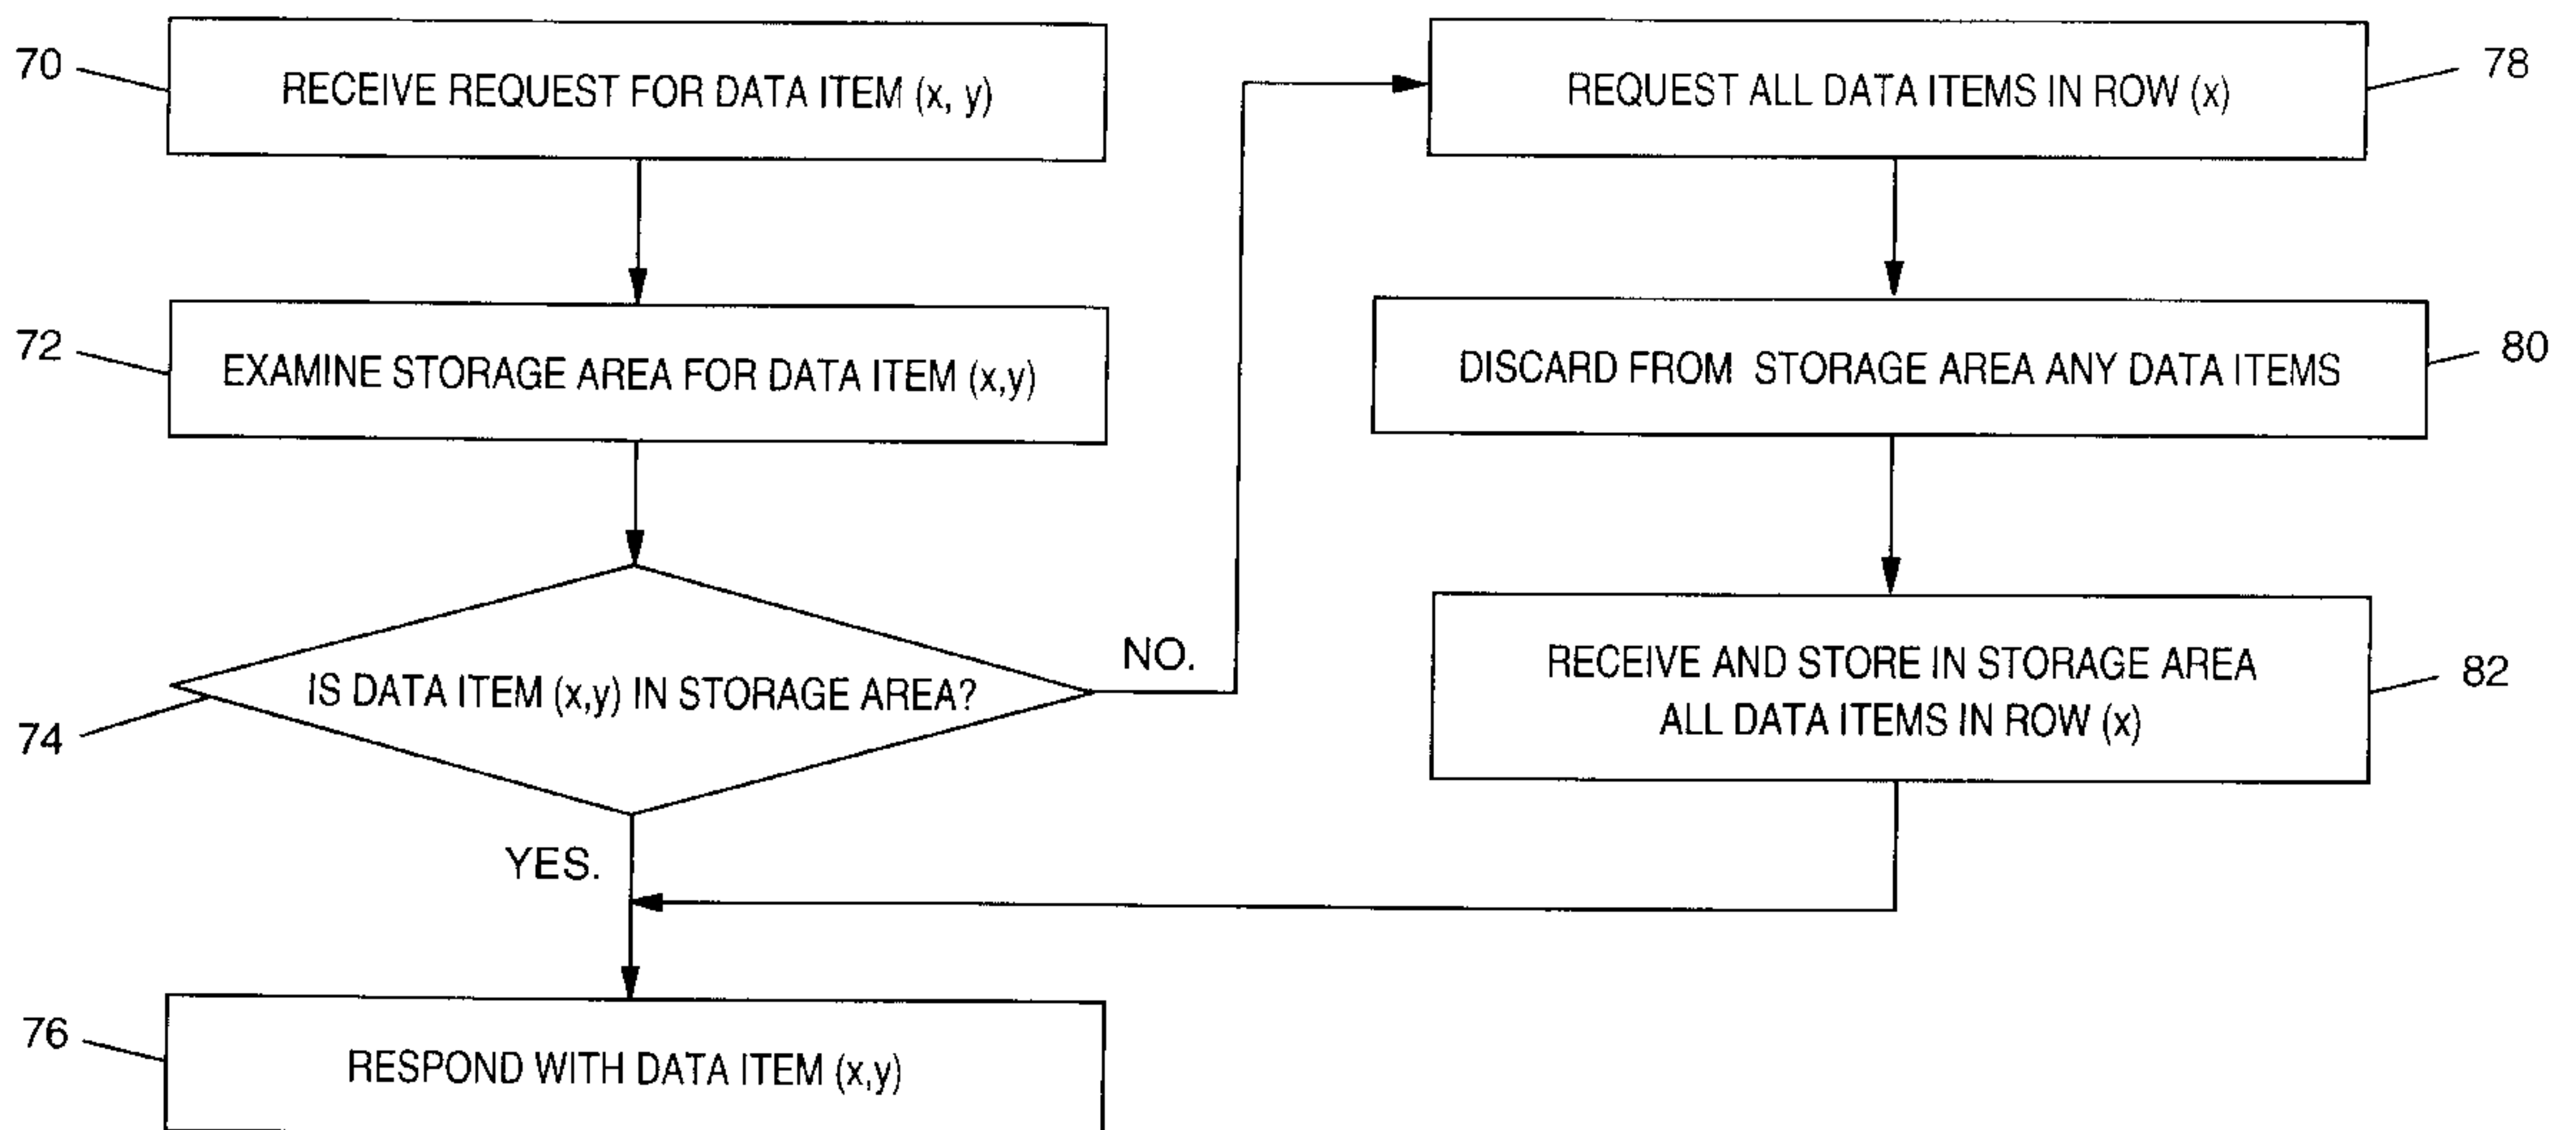 70
RECEIVE REQUEST FOR DATA ITEM (x, y)
72
EXAMINE STORAGE AREA FOR DATA ITEM (x,y)
74
IS DATA ITEM (x,y) IN STORAGE AREA?
NO.
YES.
76
RESPOND WITH DATA ITEM (x,y)
78
REQUEST ALL DATA ITEMS IN ROW (x)
80
DISCARD FROM STORAGE AREA ANY DATA ITEMS
82
RECEIVE AND STORE IN STORAGE AREA
ALL DATA ITEMS IN ROW (x)